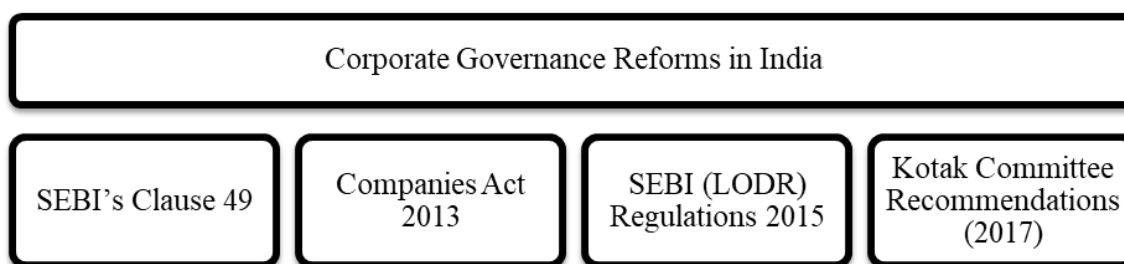 Corporate Governance Reforms in India
SEBI’s Clause 49
Companies Act
2013
SEBI (LODR)
Regulations 2015
Kotak Committee
Recommendations
(2017)